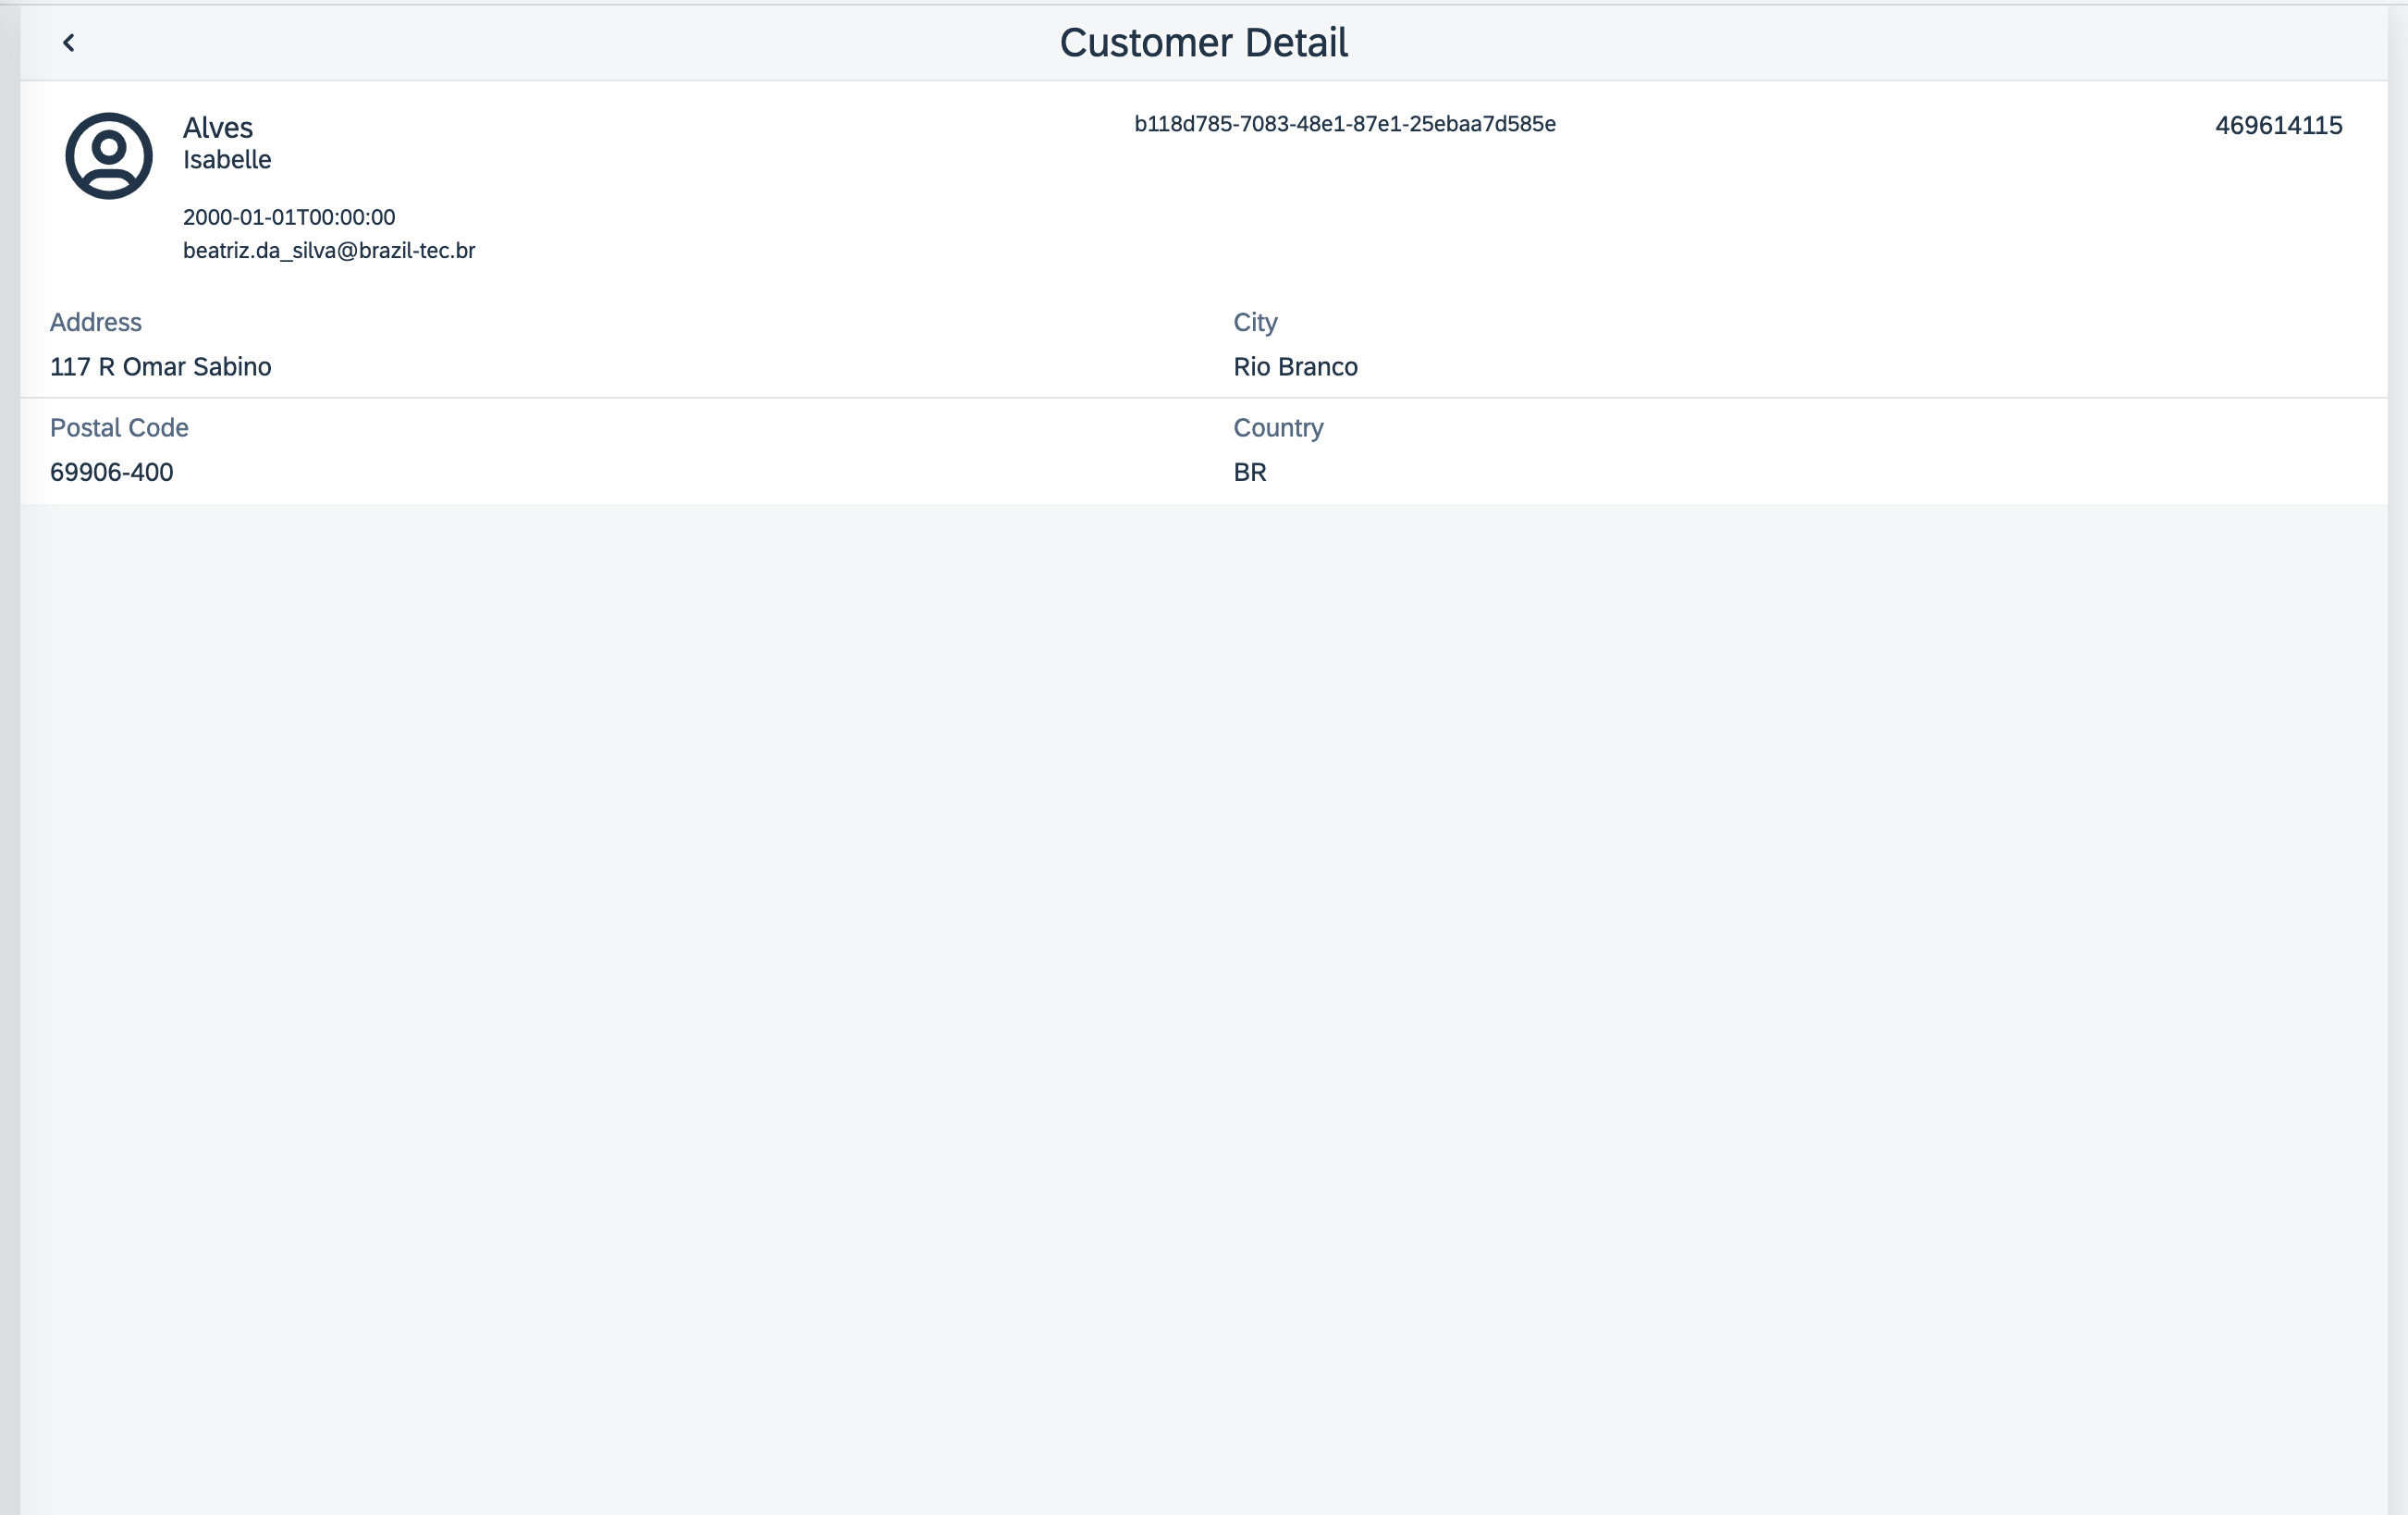 Customer Detail
Alves
Isabelle
b118d785-7083-48e1-87e1-25ebaa7d585e
469614115
2000-01-01T00:00:00
beatriz.da_silva@brazil-tec.br
Address
117 R Omar Sabino
City
Rio Branco
Postal Code
69906-400
Country
BR